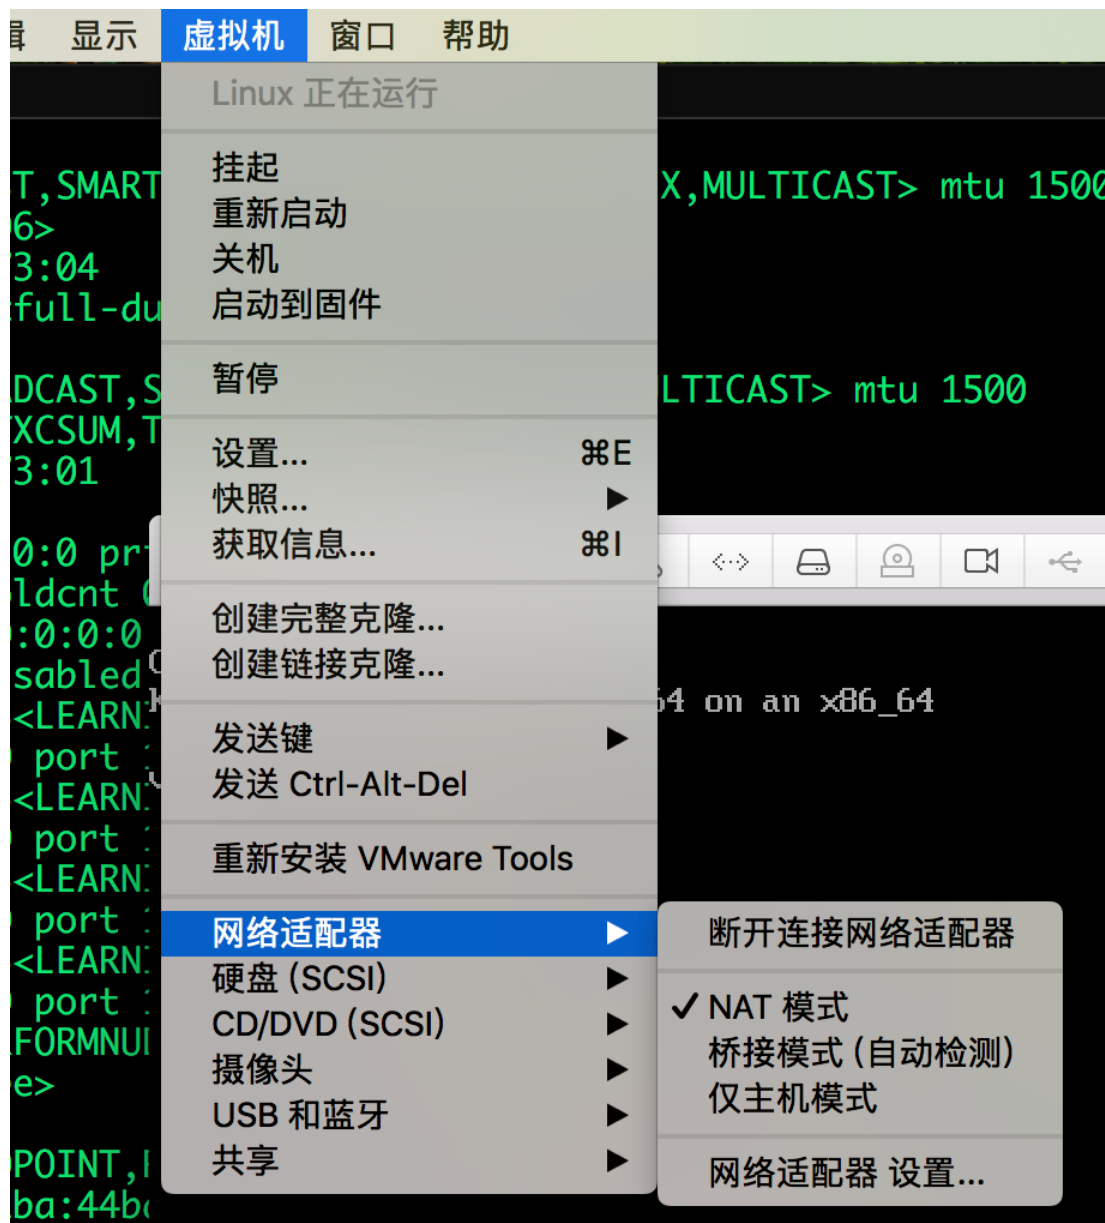 显示 虚拟机 窗口 帮助
Linux 正在运行
挂起
T,SMART X,MULTICAST> mtu 1500
重新启动
6>
关机
3:04
启动到固件
full-du
暂停
DCAST,S LTICAST> mtu 1500
XCSUM,T
设置... ⌘E
3:01
快照...
获取信息... ⌘I
0:0
ldcnt
创建完整克隆...
:0:0:0
创建链接克隆...
sabled
64 on an x86_64
<LEARN
发送键
port
发送 Ctrl-Alt-Del
<LEARN
port
重新安装 VMware Tools
<LEARN
port
网络适配器
断开连接网络适配器
<LEARN
硬盘 (SCSI)
port
NAT 模式
CD/DVD (SCSI)
FORMNU
桥接模式 (自动检测)
摄像头
e>
仅主机模式
USB 和蓝牙
共享
POINT,
网络适配器 设置...
ba:44b